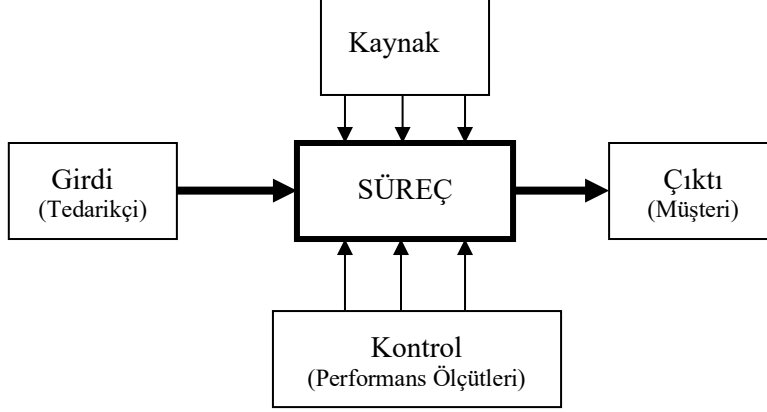 Kaynak
Girdi
(Tedarikçi)
SÜREÇ
Çıktı
(Müşteri)
Kontrol
(Performans Ölçütleri)